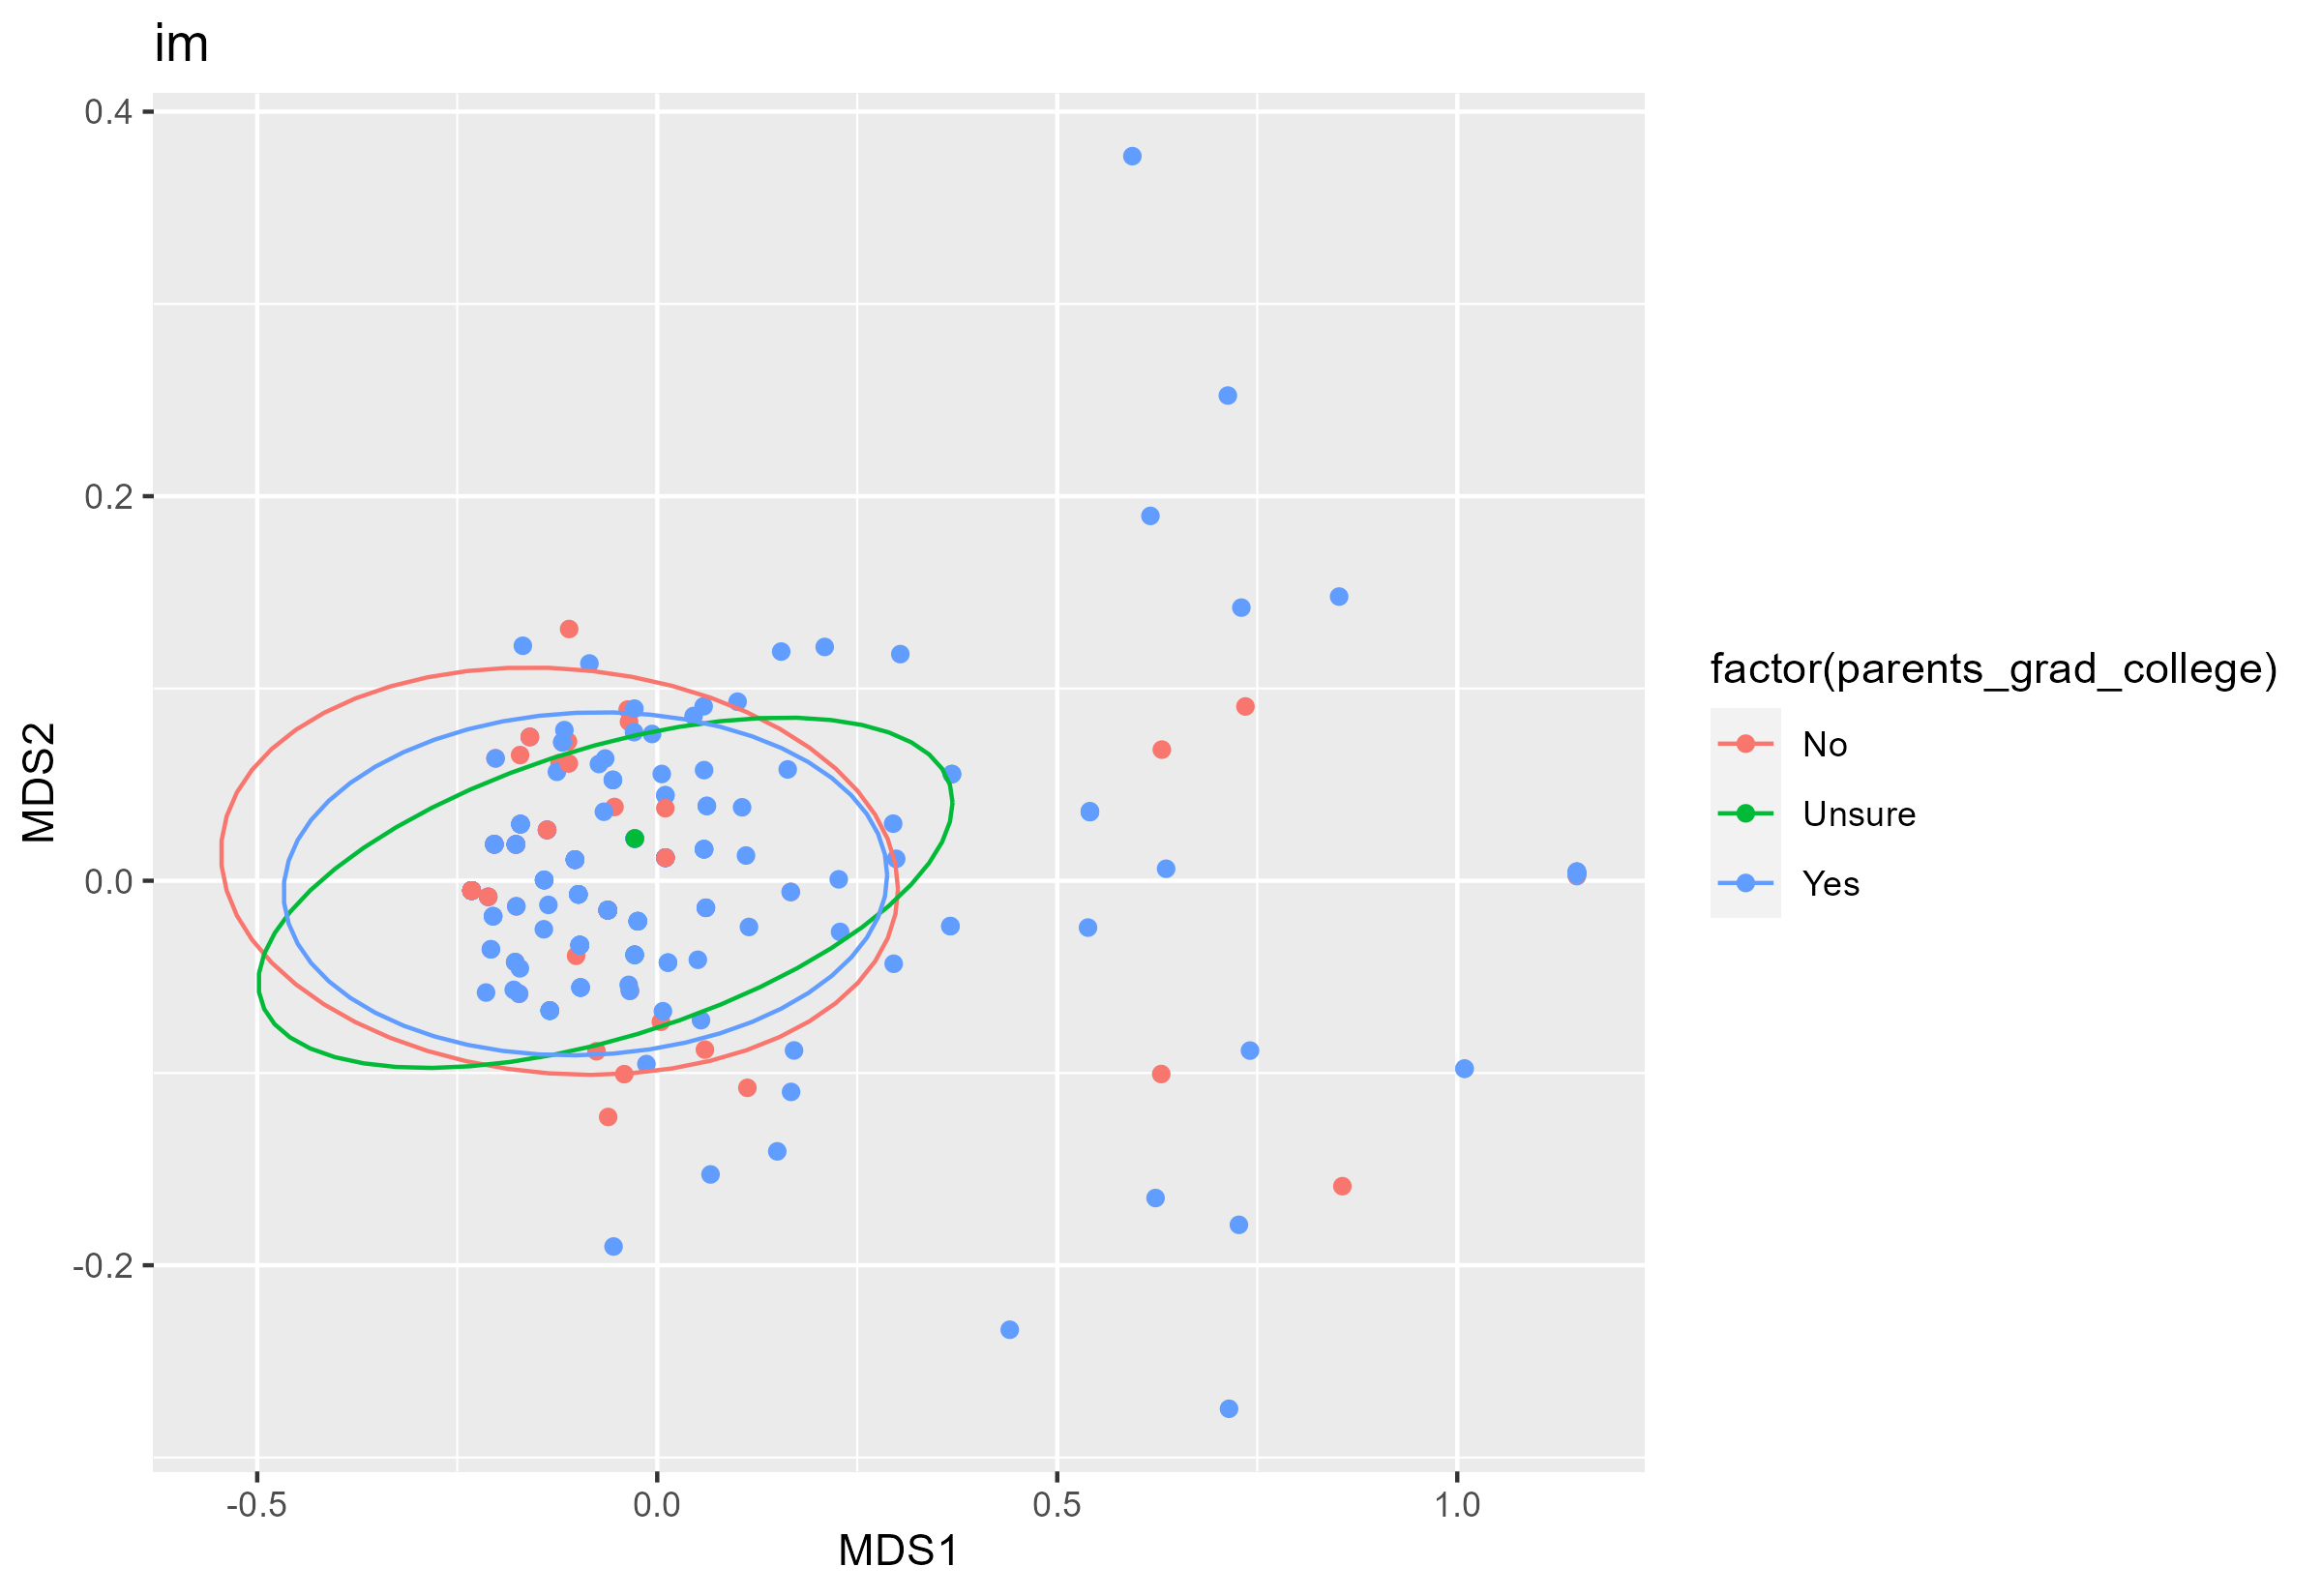 im
0.4
0.2
0.0
-0.2
MDS2
-0.5
0.0
0.5
1.0
MDS1
factor(parents_grad_college)
No
Unsure
Yes